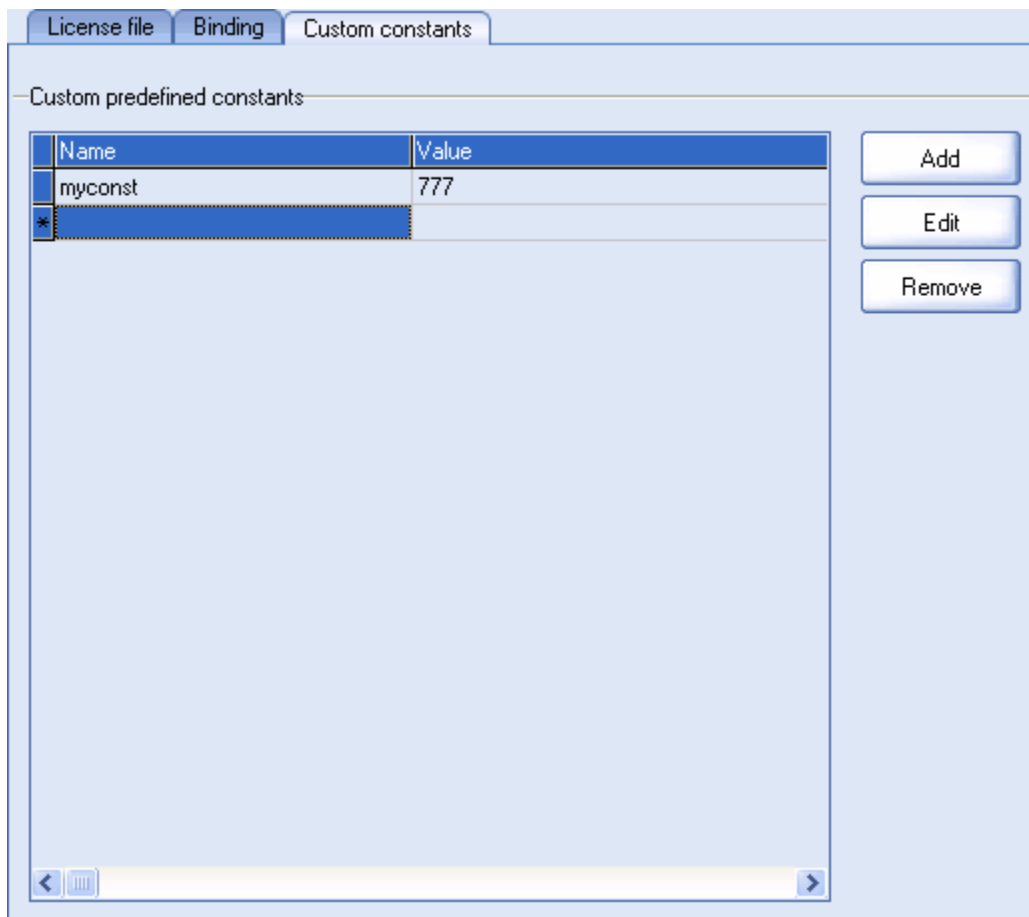 License file Binding Custom constants
Custom predefined constants
Name Value
myconst 777
*
Add
Edit
Remove